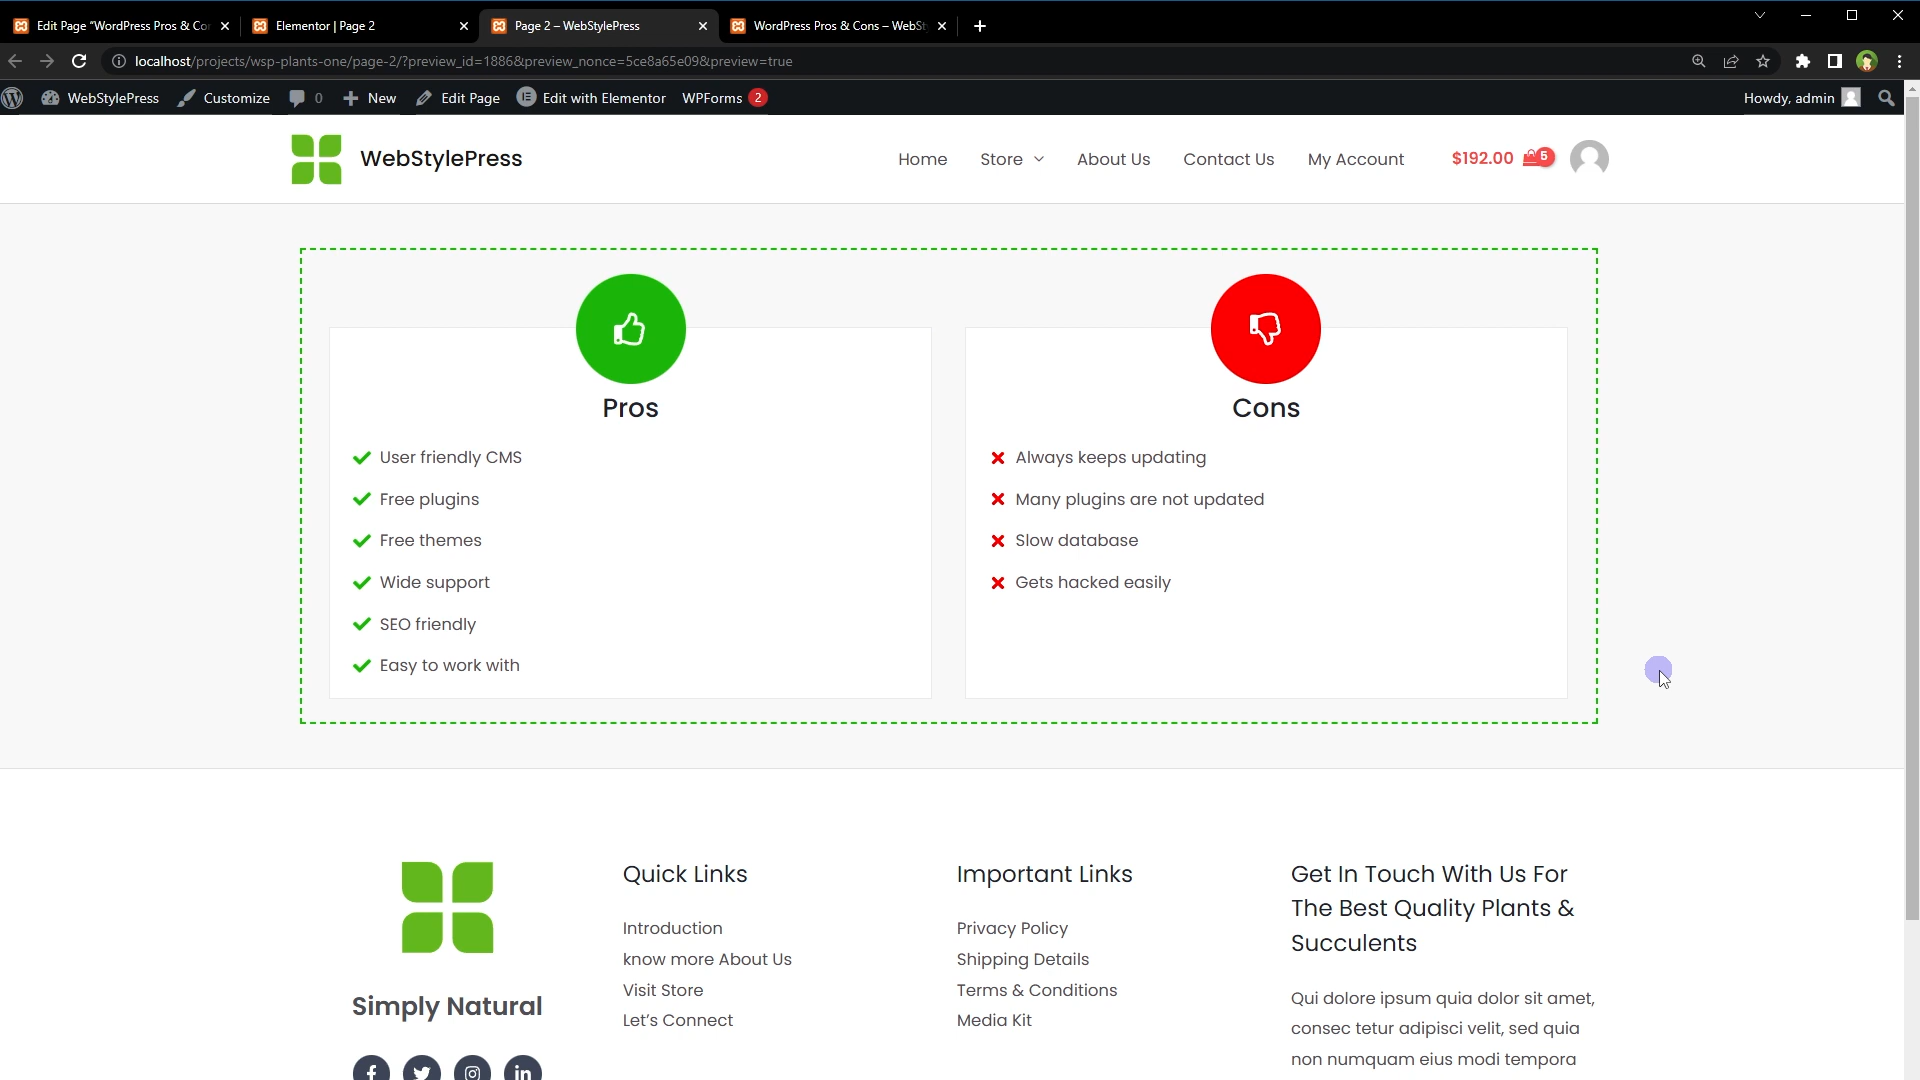 Edit Page "WordPress Pros & Co
Elementor | Page 2
Page 2 – WebStylePress
WordPress Pros & Cons – WebSt
localhost/projects/wsp-plants-one/page-2/?preview_id=1886&preview_nonce=5ce8a65e09&preview=true
WebStylePress
Customize
0
New
Edit Page
Edit with Elementor
WPForms 2
Howdy, admin
WebStylePress
Home
Store
About Us
Contact Us
My Account
$192.00
5
Pros
User friendly CMS
Free plugins
Free themes
Wide support
SEO friendly
Easy to work with
Cons
Always keeps updating
Many plugins are not updated
Slow database
Gets hacked easily
Simply Natural
Quick Links
Introduction
know more About Us
Visit Store
Let's Connect
Important Links
Privacy Policy
Shipping Details
Terms & Conditions
Media Kit
Get In Touch With Us For
The Best Quality Plants &
Succulents
Qui dolore ipsum quia dolor sit amet,
consec tetur adipisci velit, sed quia
non numquam eius modi tempora